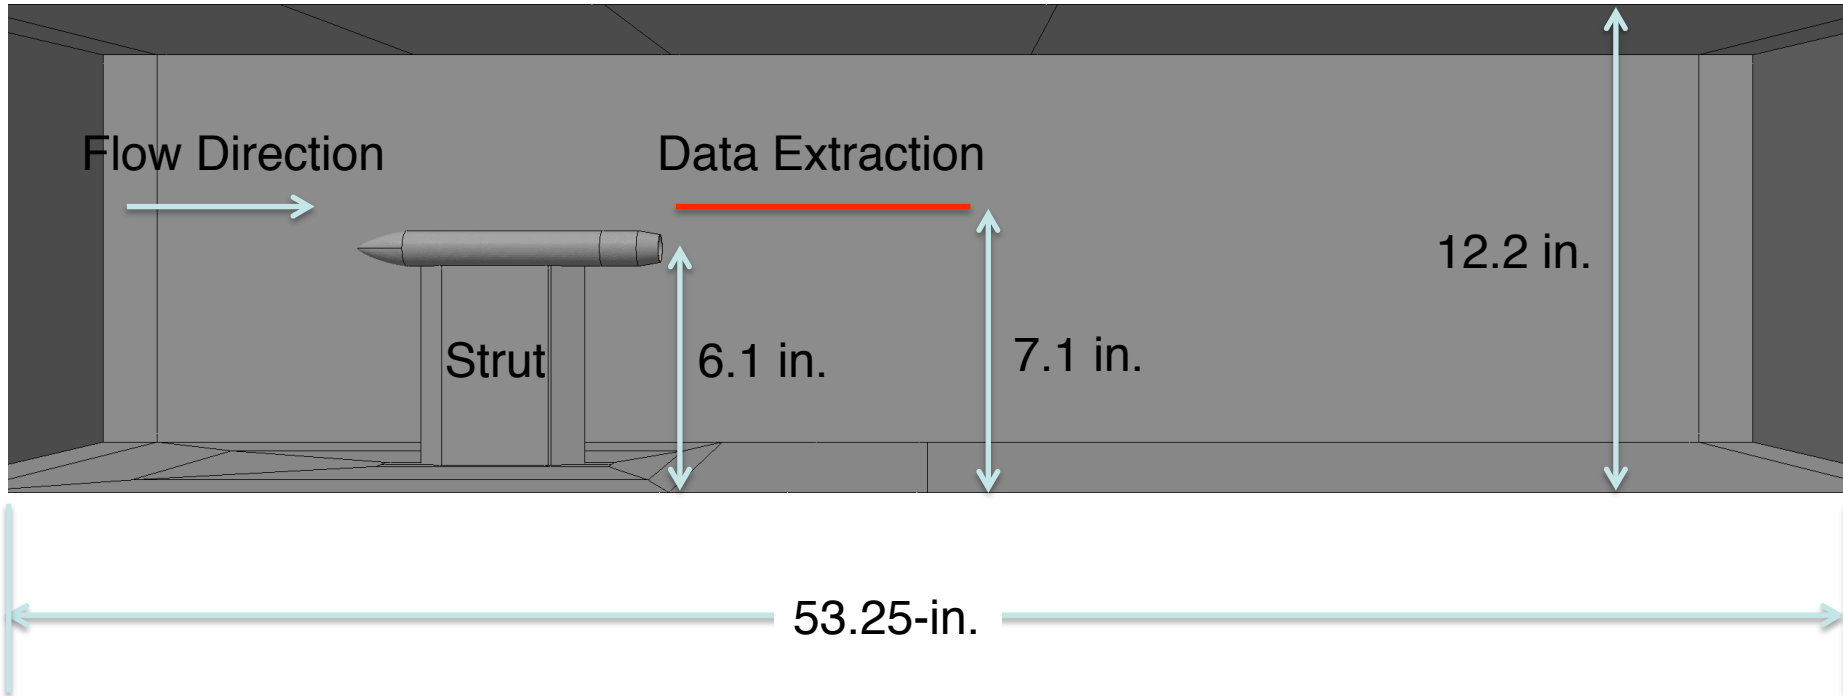 Flow Direction
Data Extraction
12.2 in.
Strut
6.1 in.
7.1 in.
53.25-in.